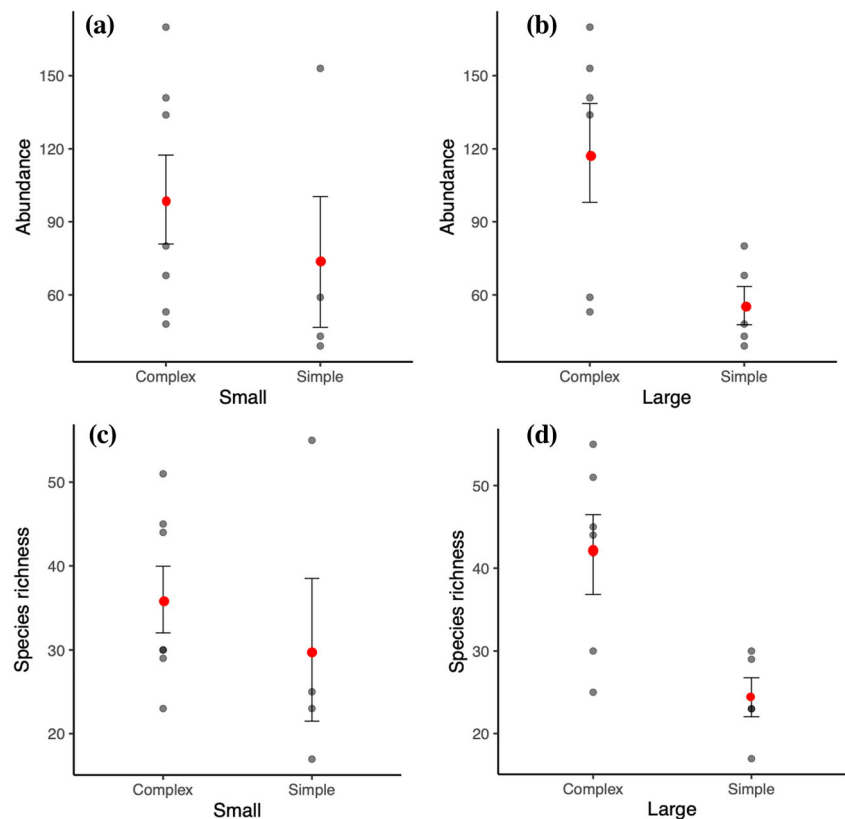 (a)
Abundance
150
120
90
60
Complex
Simple
Small
(b)
Abundance
150
120
90
60
Complex
Simple
Large
(c)
Species richness
50
40
30
20
Complex
Simple
Small
(d)
Species richness
50
40
30
20
Complex
Simple
Large